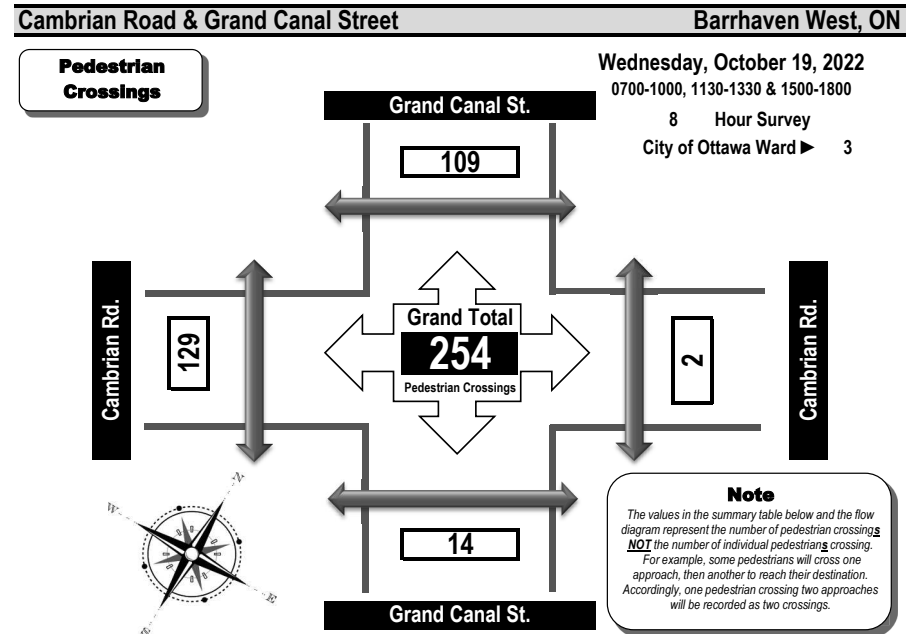 Cambrian Road & Grand Canal Street Barrhaven West, ON
Pedestrian
Crossings
Wednesday, October 19, 2022
0700-1000, 1130-1330 & 1500-1800
8 Hour Survey
City of Ottawa Ward ► 3
Grand Canal St.
109
Cambrian Rd.
129
Grand Total
254
Pedestrian Crossings
2
Cambrian Rd.
N
W
E
S
14
Grand Canal St.
Note
The values in the summary table below and the flow
diagram represent the number of pedestrian crossings
NOT the number of individual pedestrians crossing.
For example, some pedestrians will cross one
approach, then another to reach their destination.
Accordingly, one pedestrian crossing two approaches
will be recorded as two crossings.